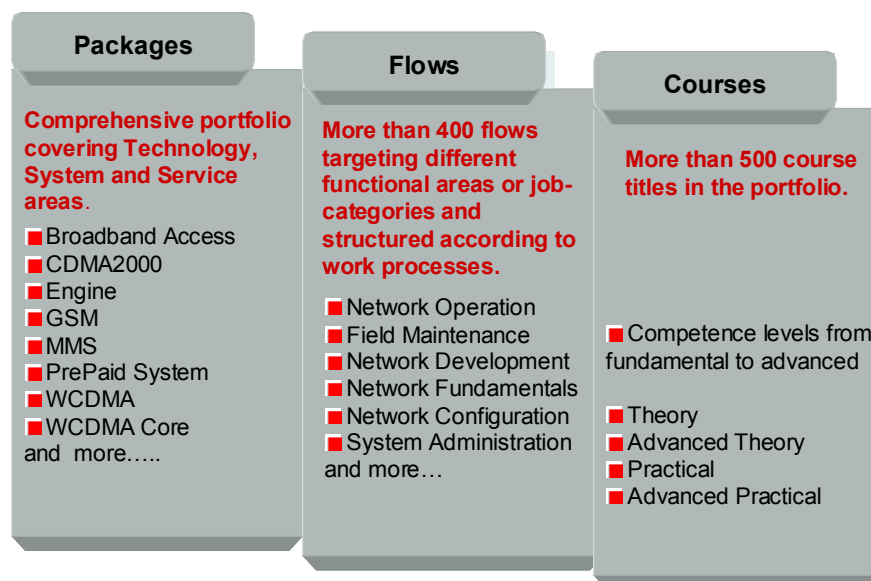 Packages
Comprehensive portfolio
covering Technology,
System and Service
areas.
Broadband Access
CDMA2000
Engine
GSM
MMS
PrePaid System
WCDMA
WCDMA Core
and more…..
Flows
More than 400 flows
targeting different
functional areas or job-
categories and
structured according to
work processes.
Network Operation
Field Maintenance
Network Development
Network Fundamentals
Network Configuration
System Administration
and more…
Courses
More than 500 course
titles in the portfolio.
Competence levels from
fundamental to advanced
Theory
Advanced Theory
Practical
Advanced Practical